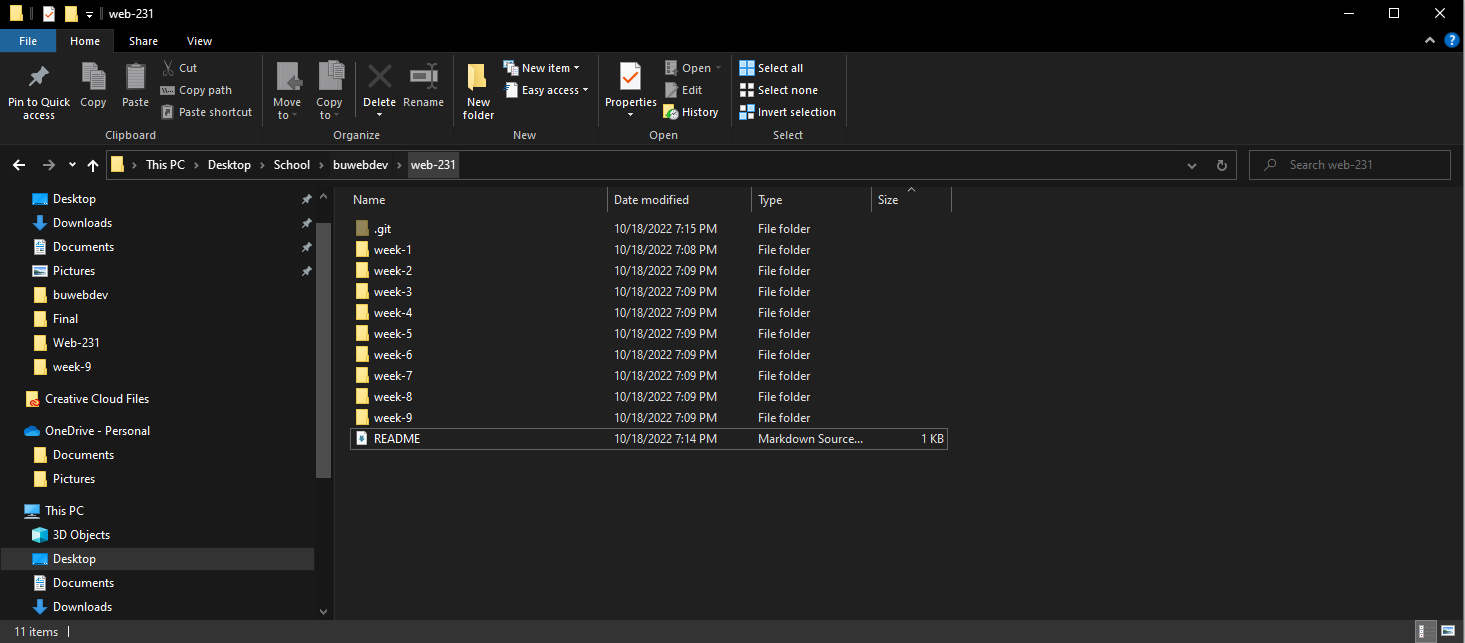 web-231
File Home Share View
Pin to Quick access
Copy
Paste
Cut
Copy path
Paste shortcut
Clipboard
Move to
Copy to
Delete
Rename
Organize
New folder
New item
Easy access
New
Properties
Open
Edit
History
Open
Select all
Select none
Invert selection
Select
This PC > Desktop > School > buwebdev > web-231
Search web-231
Desktop
Downloads
Documents
Pictures
buwebdev
Final
Web-231
week-9
Creative Cloud Files
OneDrive - Personal
Documents
Pictures
This PC
3D Objects
Desktop
Documents
Downloads
Name Date modified Type Size
.git 10/18/2022 7:15 PM File folder
week-1 10/18/2022 7:08 PM File folder
week-2 10/18/2022 7:09 PM File folder
week-3 10/18/2022 7:09 PM File folder
week-4 10/18/2022 7:09 PM File folder
week-5 10/18/2022 7:09 PM File folder
week-6 10/18/2022 7:09 PM File folder
week-7 10/18/2022 7:09 PM File folder
week-8 10/18/2022 7:09 PM File folder
week-9 10/18/2022 7:09 PM File folder
README 10/18/2022 7:14 PM Markdown Source... 1 KB
11 items